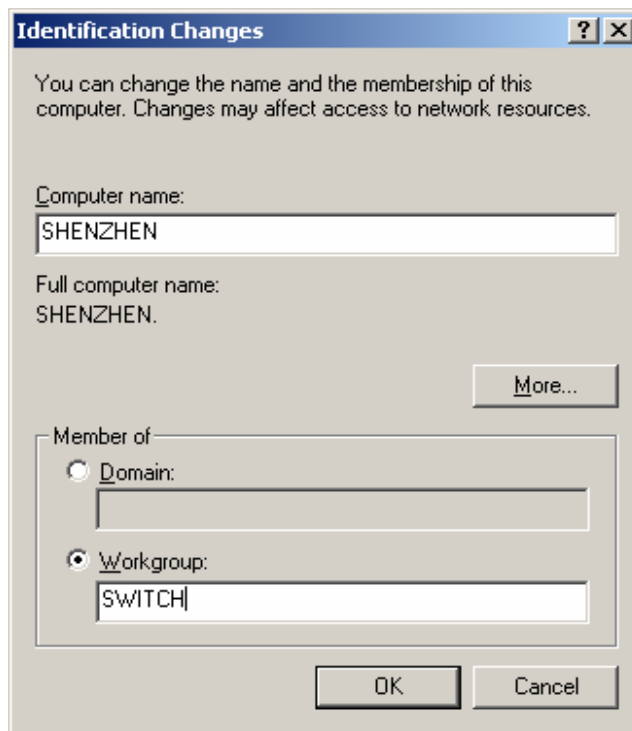 Identification Changes
You can change the name and the membership of this
computer. Changes may affect access to network resources.
Computer name:
SHENZHEN
Full computer name:
SHENZHEN.
More...
Member of
Domain:
Workgroup:
SWITCH
OK Cancel